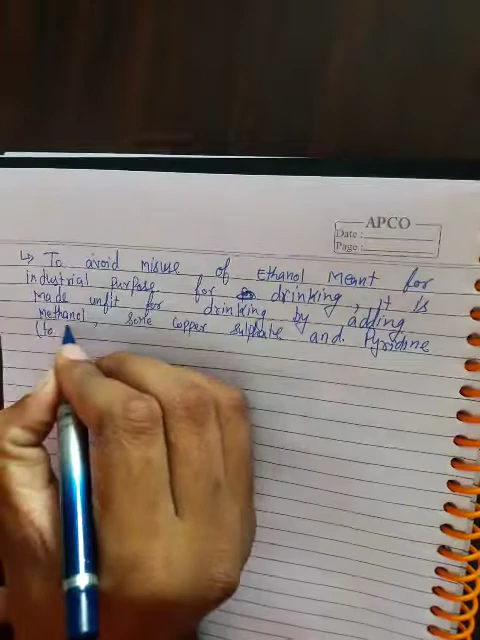 APCO
Date :
Page :
↳ To avoid misuse of Ethanol Meant for
industrial purpose for drinking, it is
made unfit for drinking by adding
methanol, some copper sulphate and Pyridine
(to